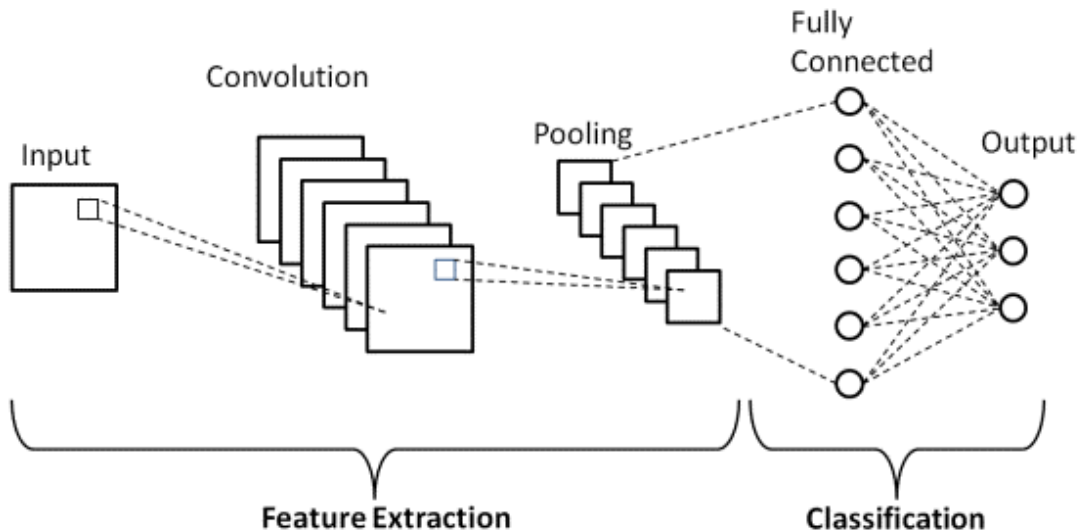 Input
Convolution
Pooling
Fully
Connected
Output
Feature Extraction
Classification